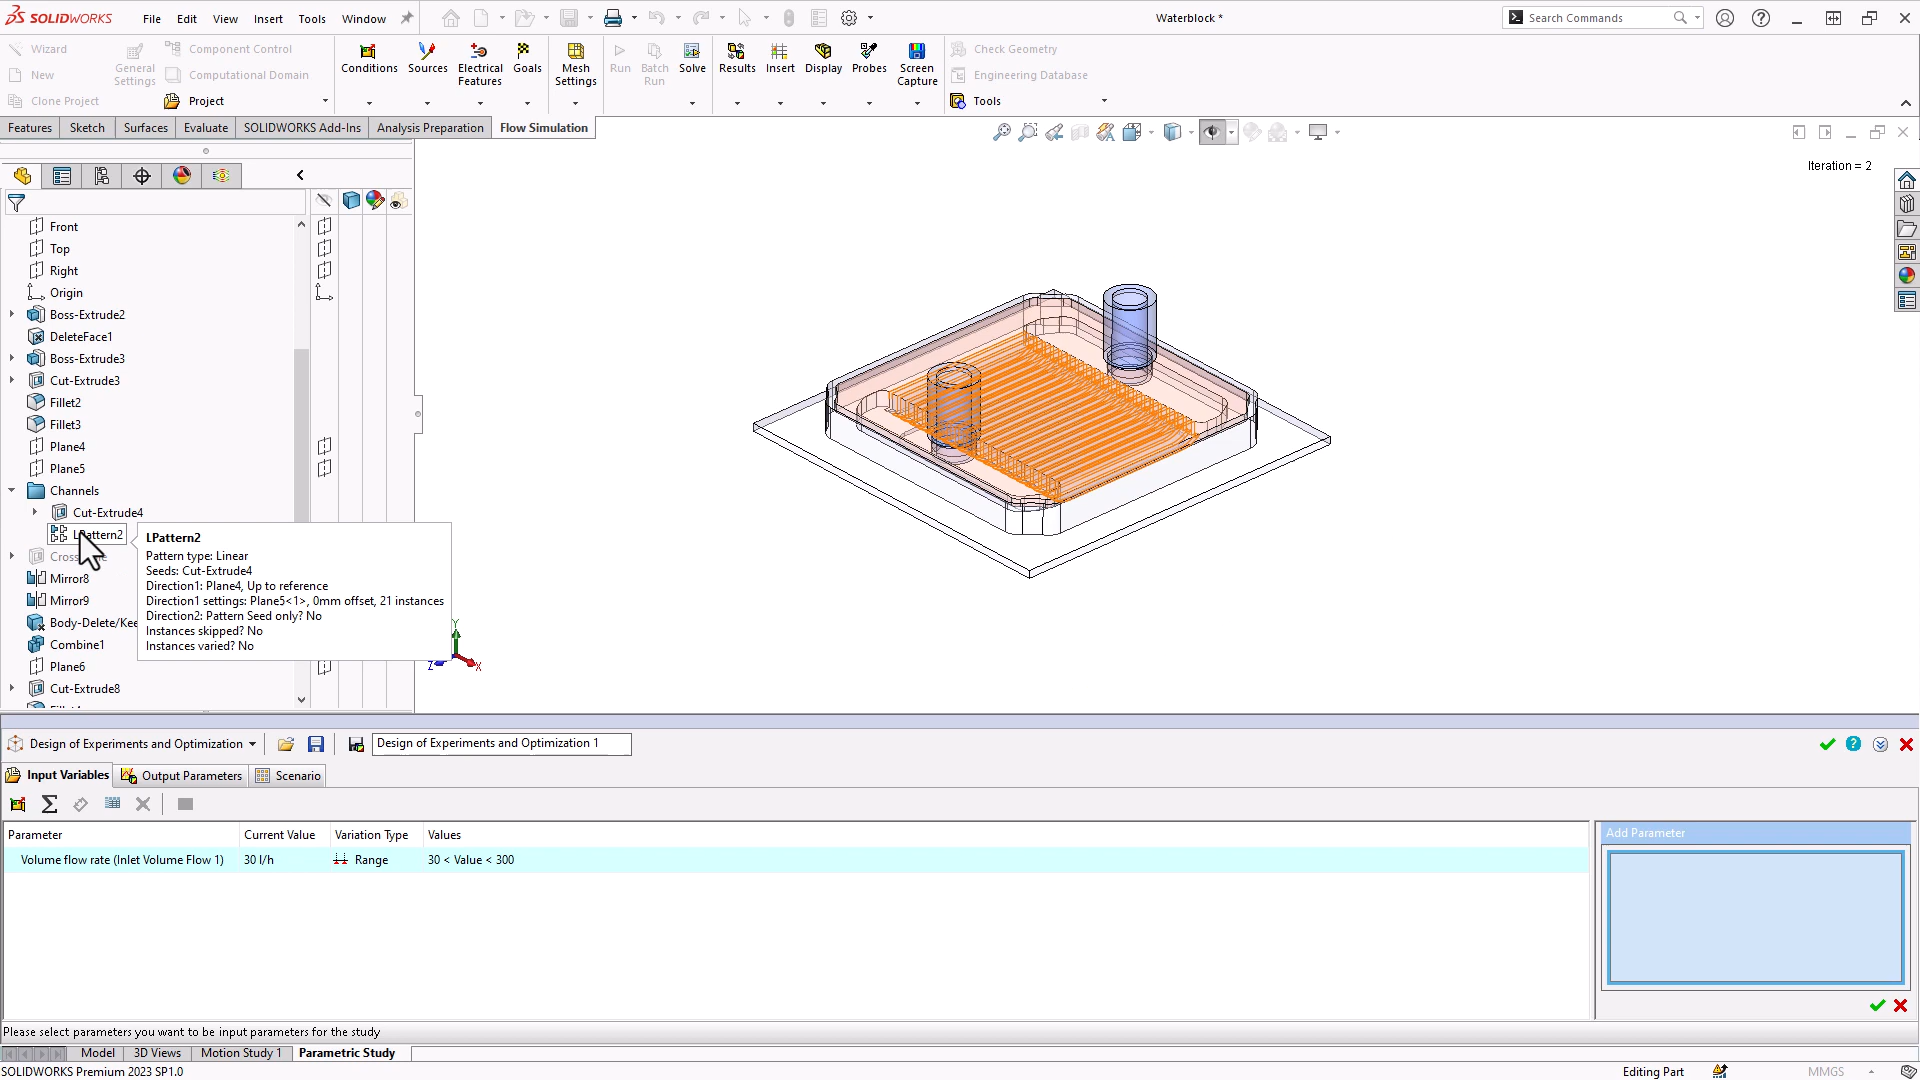 SOLIDWORKS
File Edit View Insert Tools Window
Waterblock *
Search Commands
Wizard
New
Clone Project
General Settings
Component Control
Computational Domain
Project
Conditions
Sources
Electrical Features
Goals
Mesh Settings
Run
Batch Run
Solve
Results
Insert
Display
Probes
Screen Capture
Check Geometry
Engineering Database
Tools
Features Sketch Surfaces Evaluate SOLIDWORKS Add-Ins Analysis Preparation Flow Simulation
Iteration = 2
Front
Top
Right
Origin
Boss-Extrude2
DeleteFace1
Boss-Extrude3
Cut-Extrude3
Fillet2
Fillet3
Plane4
Plane5
Channels
Cut-Extrude4
LPattern2
Mirror8
Mirror9
Body-Delete/Kee
Combine1
Plane6
Cut-Extrude8
LPattern2
Pattern type: Linear
Seeds: Cut-Extrude4
Direction1: Plane4, Up to reference
Direction1 settings: Plane5<1>, 0mm offset, 21 instances
Direction2: Pattern Seed only? No
Instances skipped? No
Instances varied? No
Y
Z
X
Design of Experiments and Optimization
Design of Experiments and Optimization 1
Input Variables Output Parameters Scenario
Parameter Current Value Variation Type Values
Volume flow rate (Inlet Volume Flow 1) 30 l/h Range 30 < Value < 300
Add Parameter
Please select parameters you want to be input parameters for the study
Model 3D Views Motion Study 1 Parametric Study
SOLIDWORKS Premium 2023 SP1.0
Editing Part
MMGS